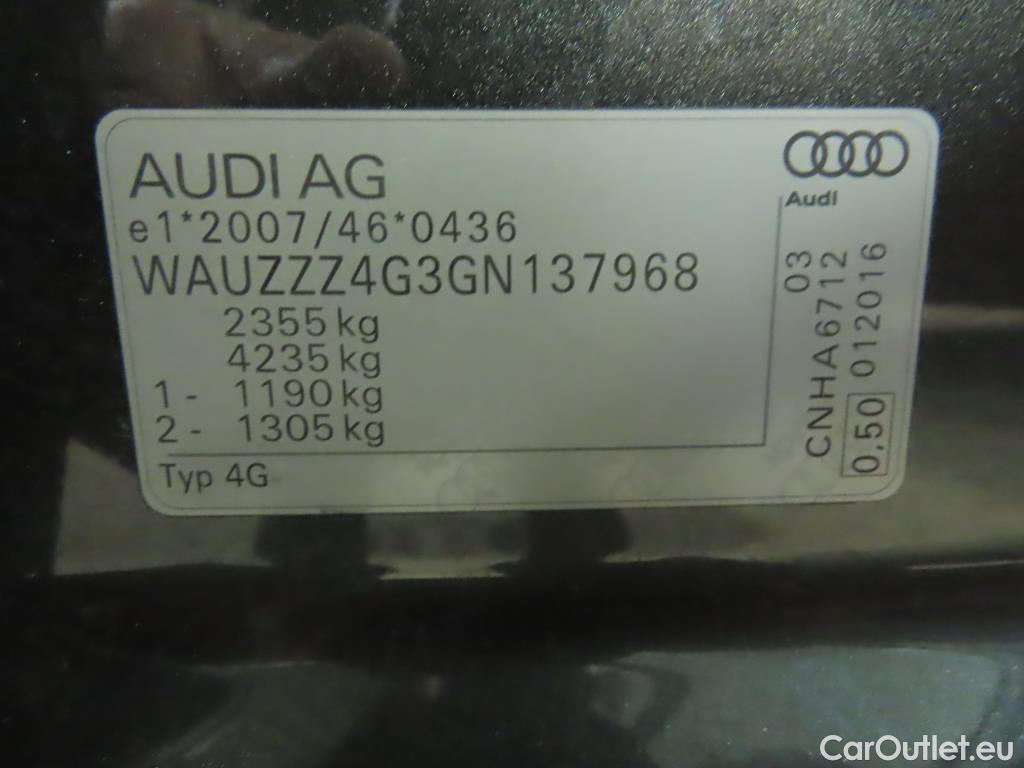 AUDI AG
e1*2007/46*0436
WAUZZZ4G3GN137968
2355 kg
4235 kg
1 - 1190 kg
2 - 1305 kg
Typ 4G
Audi
03
CNHA6712
0,50 012016
CarOutlet.eu